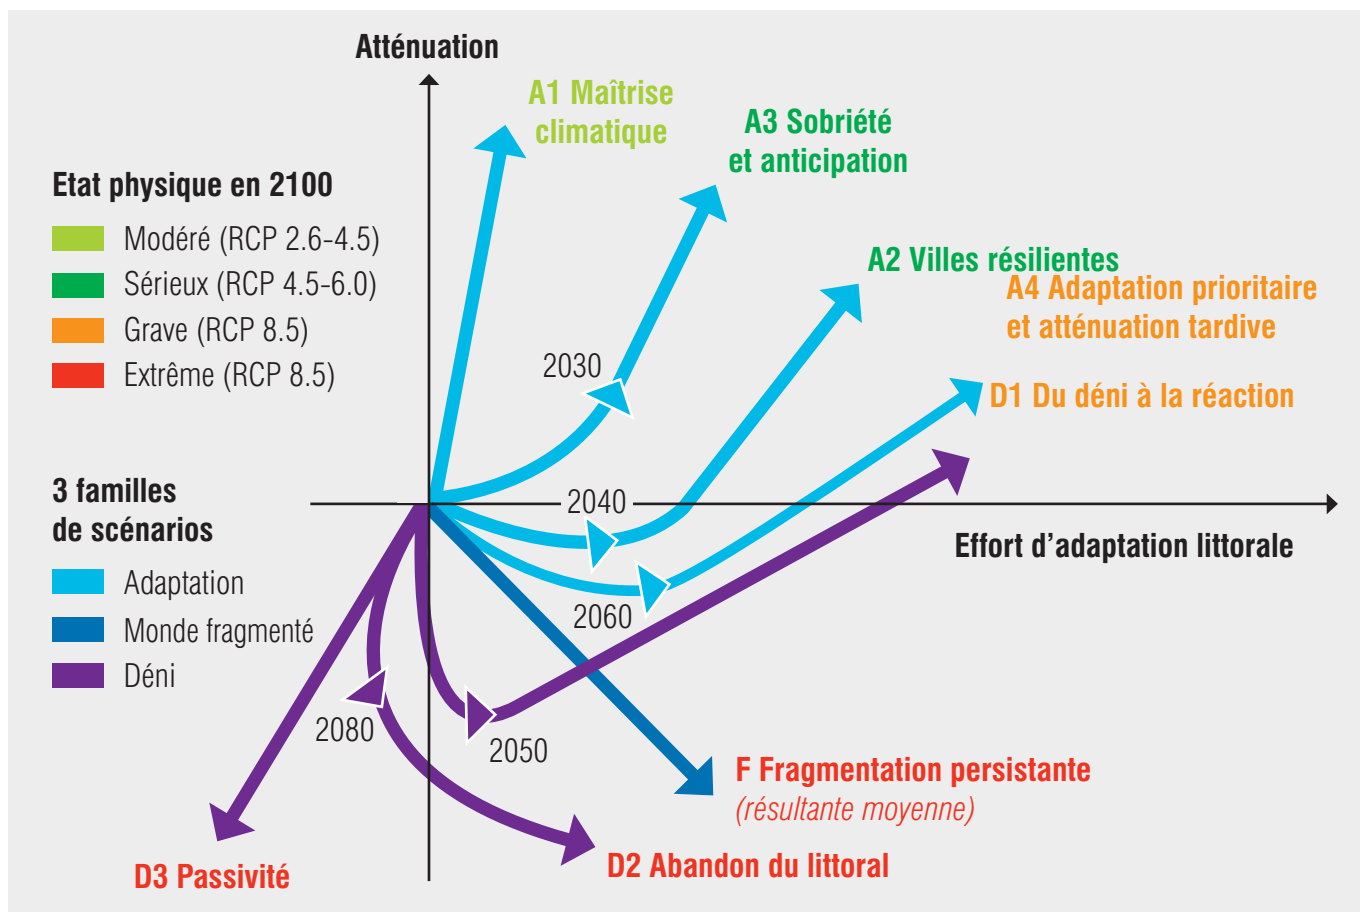 Atténuation
A1 Maîtrise
climatique
A3 Sobriété
et anticipation
Etat physique en 2100
Modéré (RCP 2.6-4.5)
Sérieux (RCP 4.5-6.0)
Grave (RCP 8.5)
Extrême (RCP 8.5)
A2 Villes résilientes
A4 Adaptation prioritaire
et atténuation tardive
2030
D1 Du déni à la réaction
3 familles
de scénarios
Adaptation
Monde fragmenté
Déni
2040
Effort d'adaptation littorale
2060
2080
2050
F Fragmentation persistante
(résultante moyenne)
D2 Abandon du littoral
D3 Passivité